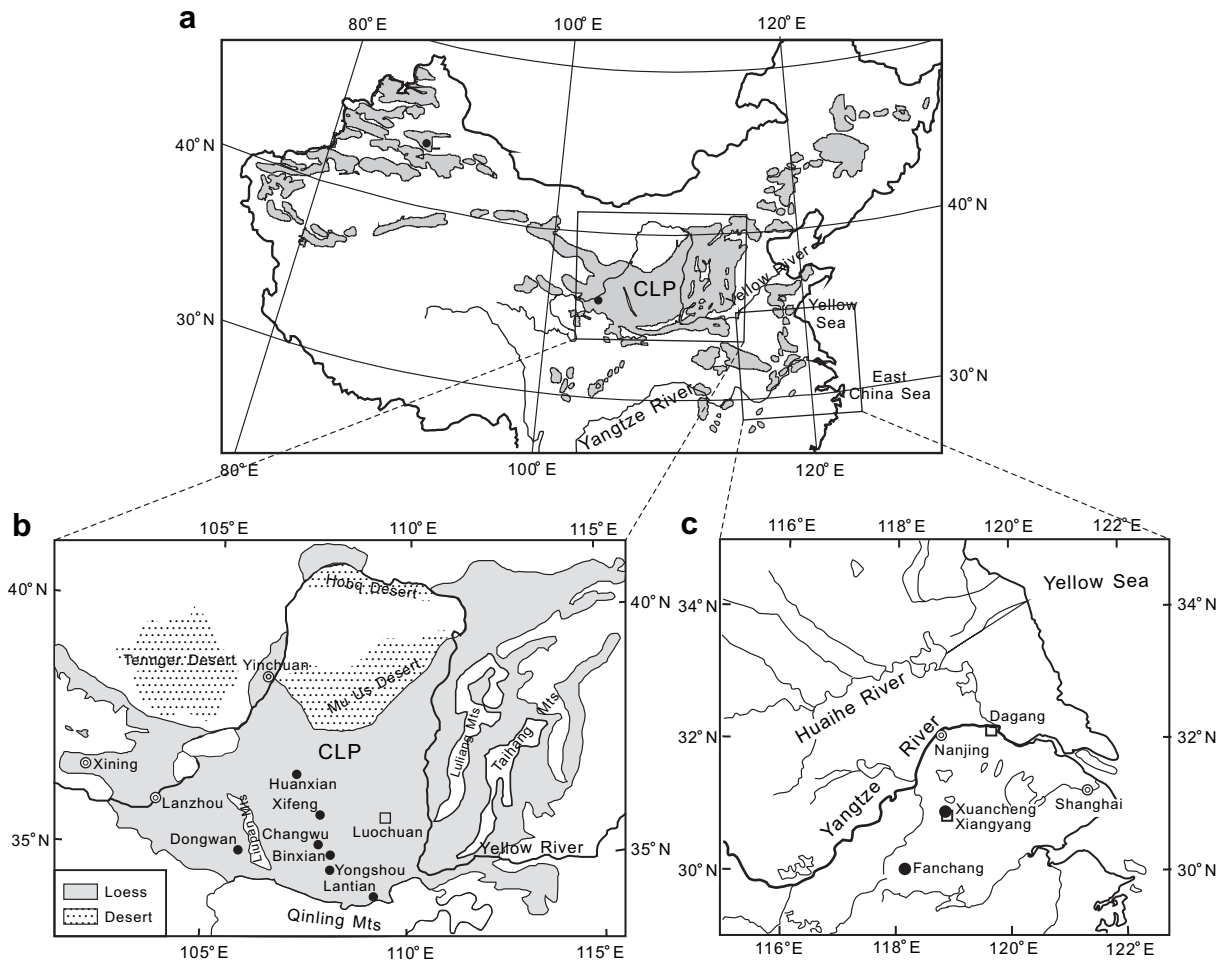 a
80°E
100°E
120°E
40°N
40°N
CLP
Yellow River
Yellow
Sea
30°N
30°N
East
China Sea
Yangtze River
80°E
100°E
120°E
b
105°E
110°E
115°E
40°N
40°N
Hobq Desert
Tennger Desert
Yinchuan
Mu Us Desert
CLP
Luliang Mts
Taihang Mts
Xining
Lanzhou
Huanxian
Xifeng
Liupan Mts
Changwu
Luochuan
Dongwan
Binxian
35°N
35°N
Yellow River
Yongshou
Lantian
Qinling Mts
Loess
Desert
105°E
110°E
115°E
c
116°E
118°E
120°E
122°E
Yellow Sea
34°N
34°N
Huaihe River
Dagang
32°N
32°N
Nanjing
Yangtze River
Shanghai
Xuancheng
Xiangyang
30°N
30°N
Fanchang
116°E
118°E
120°E
122°E